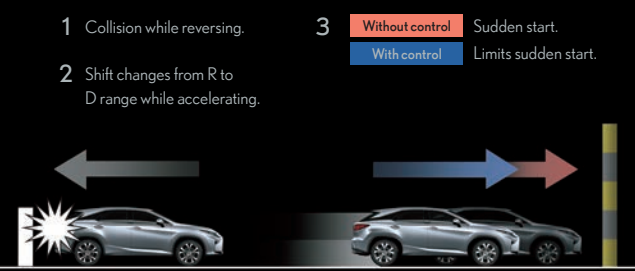 1 Collision while reversing.
2 Shift changes from R to
D range while accelerating.
3 Without control Sudden start.
With control Limits sudden start.